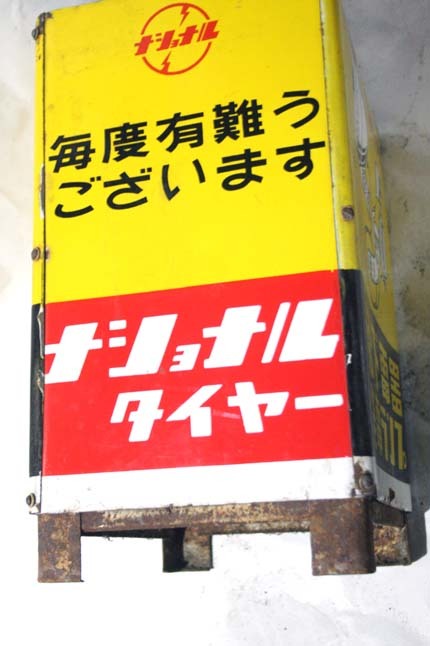 ナショナル
毎度有難う
ございます
ナショナル
タイヤー